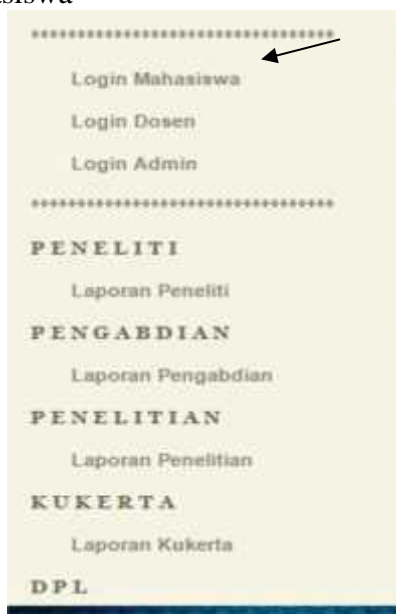 Login Mahasiswa
Login Dosen
Login Admin
PENELITI
Laporan Peneliti
PENGABDIAN
Laporan Pengabdian
PENELITIAN
Laporan Penelitian
KUKERTA
Laporan Kukerta
DPL